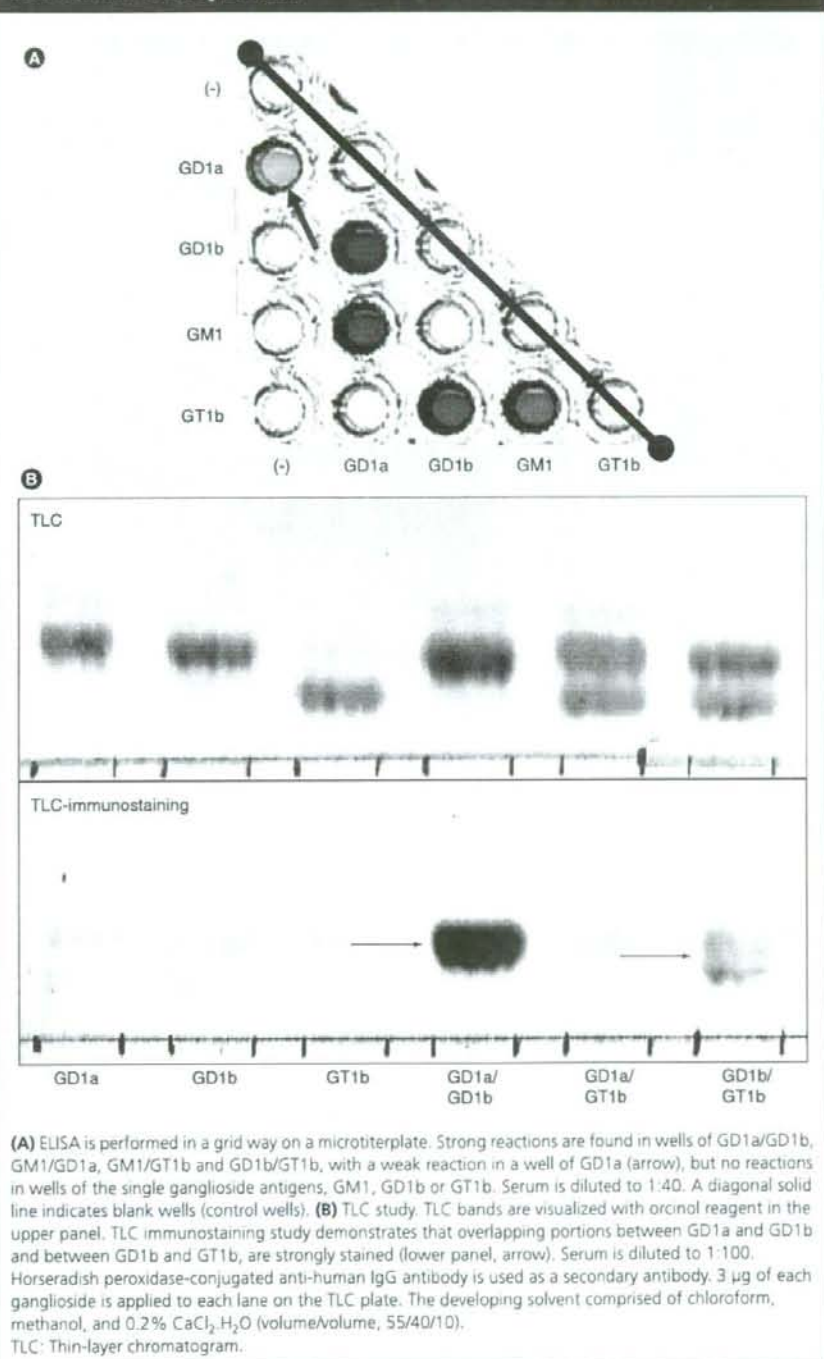 A
(-)
GD1a
GD1b
GM1
GT1b
(-) GD1a GD1b GM1 GT1b
B
TLC
TLC-immunostaining
GD1a GD1b GT1b GD1a/ GD1a/ GD1b/
GD1b GT1b GT1b
(A) ELISA is performed in a grid way on a microtiterplate. Strong reactions are found in wells of GD1a/GD1b,
GM1/GD1a, GM1/GT1b and GD1b/GT1b, with a weak reaction in a well of GD1a (arrow), but no reactions
in wells of the single ganglioside antigens, GM1, GD1b or GT1b. Serum is diluted to 1:40. A diagonal solid
line indicates blank wells (control wells). (B) TLC study. TLC bands are visualized with orcinol reagent in the
upper panel. TLC immunostaining study demonstrates that overlapping portions between GD1a and GD1b
and between GD1b and GT1b, are strongly stained (lower panel, arrow). Serum is diluted to 1:100.
Horseradish peroxidase-conjugated anti-human IgG antibody is used as a secondary antibody. 3 µg of each
ganglioside is applied to each lane on the TLC plate. The developing solvent comprised of chloroform,
methanol, and 0.2% CaCl₂.H₂O (volume/volume, 55/40/10).
TLC: Thin-layer chromatogram.